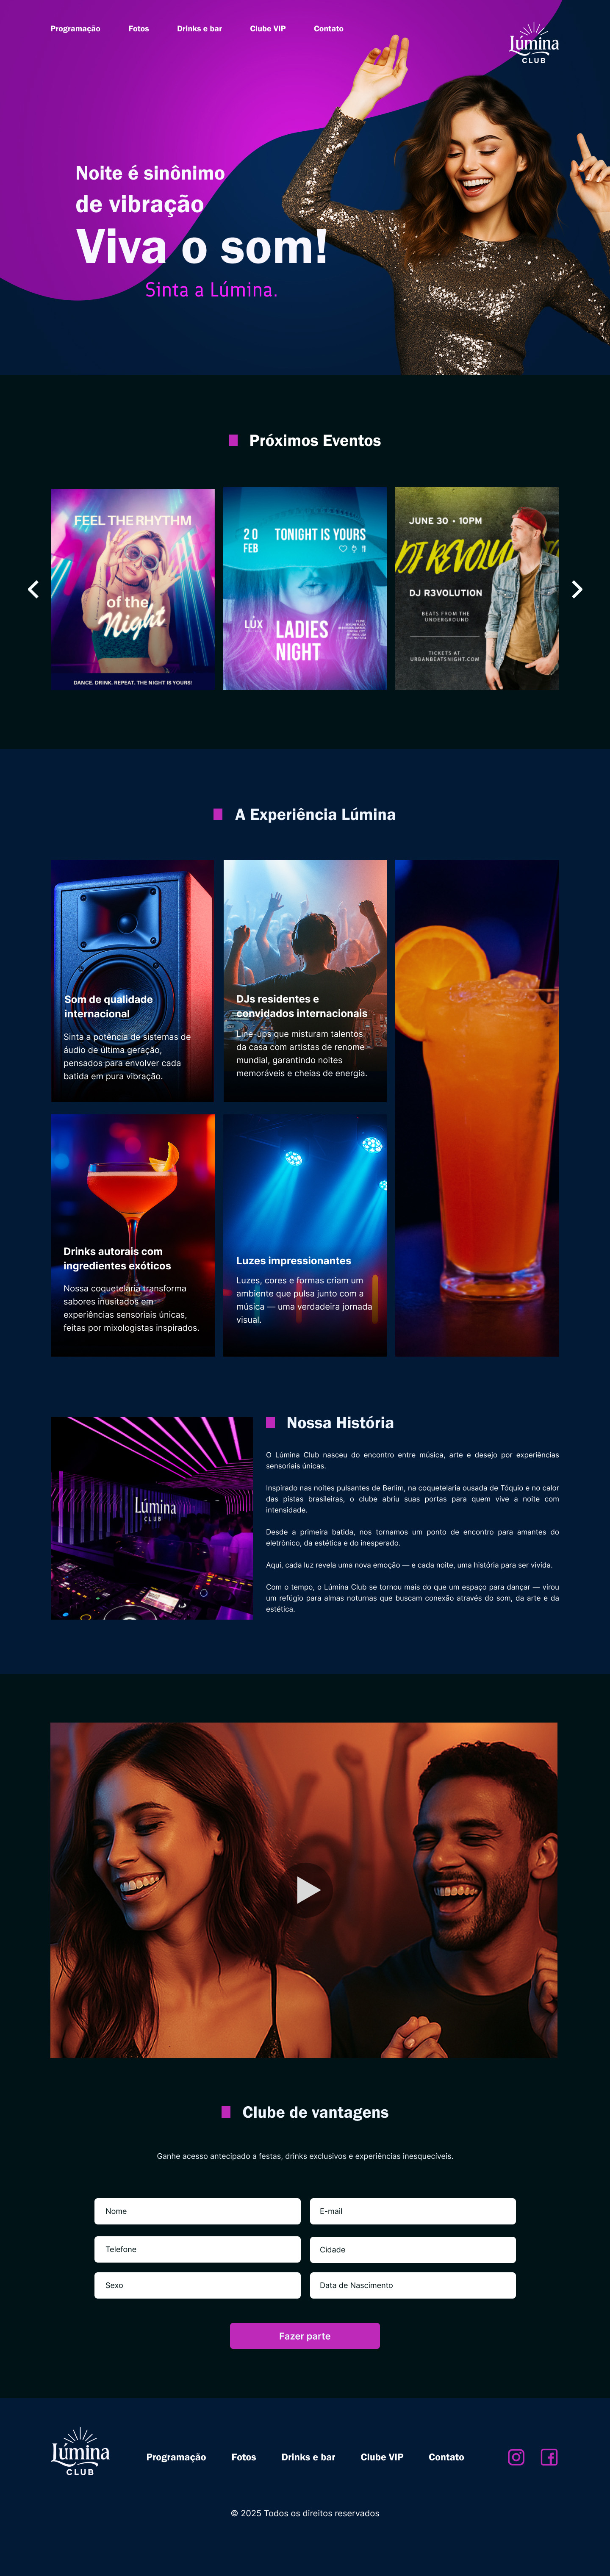 Programação Fotos Drinks e bar Clube VIP Contato
Lúmina
CLUB
Noite é sinônimo
de vibração
Viva o som!
Sinta a Lúmina.
Próximos Eventos
FEEL THE RHYTHM
of the
Night
DANCE. DRINK. REPEAT. THE NIGHT IS YOURS!
20
FEB
TONIGHT IS YOURS
LÚX
LADIES
NIGHT
JUNE 30 • 10PM
DJ REVOLU
DJ R3VOLUTION
BEATS FROM THE
UNDERGROUND
TICKETS AT
URBANBEATSNIGHT.COM
A Experiência Lúmina
Som de qualidade
internacional
Sinta a potência de sistemas de
áudio de última geração,
pensados para envolver cada
batida em pura vibração.
DJs residentes e
convidados internacionais
Line-ups que misturam talentos
da casa com artistas de renome
mundial, garantindo noites
memoráveis e cheias de energia.
Drinks autorais com
ingredientes exóticos
Nossa coquetelaria transforma
sabores inusitados em
experiências sensoriais únicas,
feitas por mixologistas inspirados.
Luzes impressionantes
Luzes, cores e formas criam um
ambiente que pulsa junto com a
música — uma verdadeira jornada
visual.
Lúmina
CLUB
Nossa História
O Lúmina Club nasceu do encontro entre música, arte e desejo por experiências
sensoriais únicas.
Inspirado nas noites pulsantes de Berlim, na coquetelaria ousada de Tóquio e no calor
das pistas brasileiras, o clube abriu suas portas para quem vive a noite com
intensidade.
Desde a primeira batida, nos tornamos um ponto de encontro para amantes do
eletrônico, da estética e do inesperado.
Aqui, cada luz revela uma nova emoção — e cada noite, uma história para ser vivida.
Com o tempo, o Lúmina Club se tornou mais do que um espaço para dançar — virou
um refúgio para almas noturnas que buscam conexão através do som, da arte e da
estética.
Clube de vantagens
Ganhe acesso antecipado a festas, drinks exclusivos e experiências inesquecíveis.
Nome E-mail
Telefone Cidade
Sexo Data de Nascimento
Fazer parte
Lúmina
CLUB
Programação Fotos Drinks e bar Clube VIP Contato
© 2025 Todos os direitos reservados